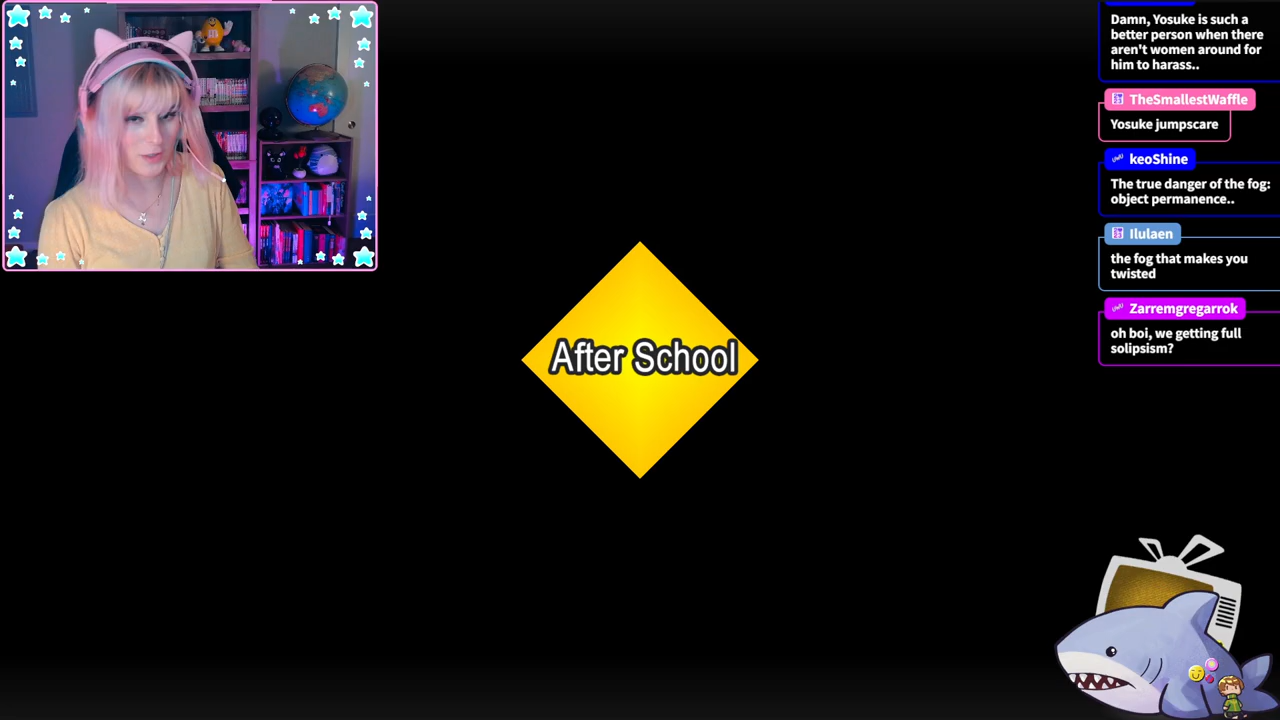 After School
Damn, Yosuke is such a
better person when there
aren't women around for
him to harass..
TheSmallestWaffle
Yosuke jumpscare
keoShine
The true danger of the fog:
object permanence..
Ilulaen
the fog that makes you
twisted
Zarremgregarrok
oh boi, we getting full
solipsism?